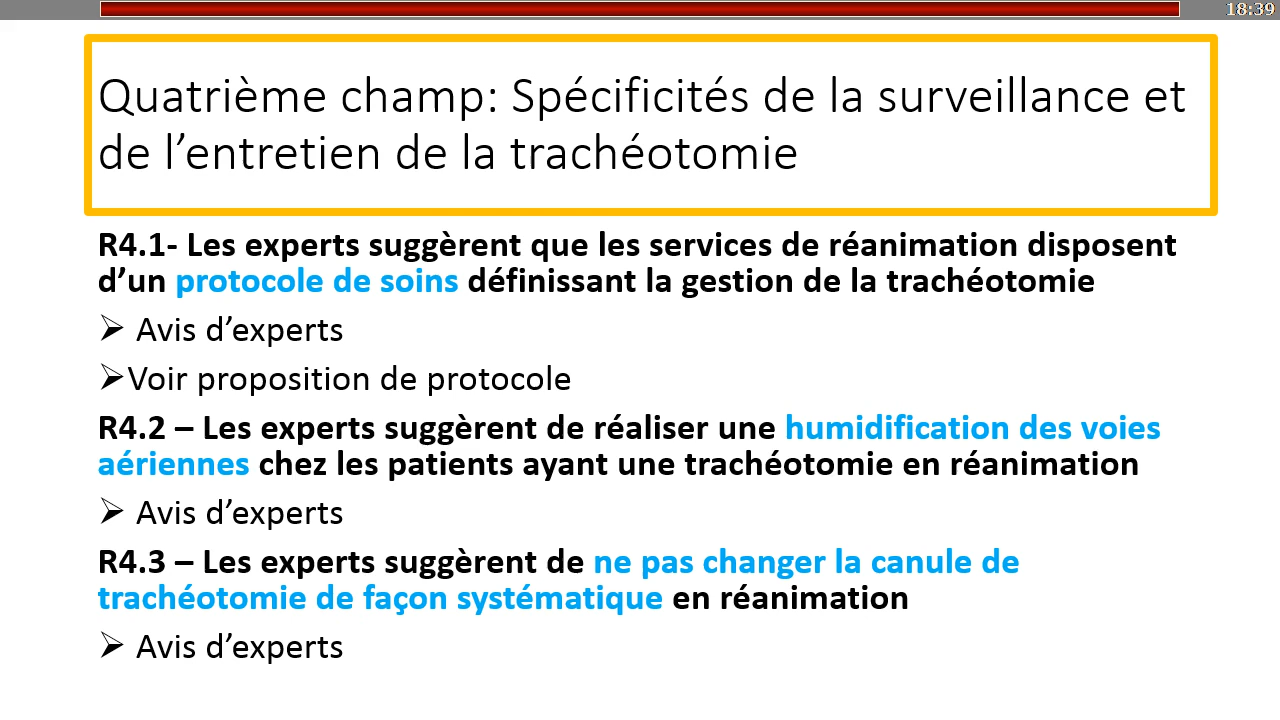 18:39
Quatrième champ: Spécificités de la surveillance et
de l’entretien de la trachéotomie
R4.1- Les experts suggèrent que les services de réanimation disposent
d’un protocole de soins définissant la gestion de la trachéotomie
➢ Avis d’experts
➢Voir proposition de protocole
R4.2 – Les experts suggèrent de réaliser une humidification des voies
aériennes chez les patients ayant une trachéotomie en réanimation
➢ Avis d’experts
R4.3 – Les experts suggèrent de ne pas changer la canule de
trachéotomie de façon systématique en réanimation
➢ Avis d’experts